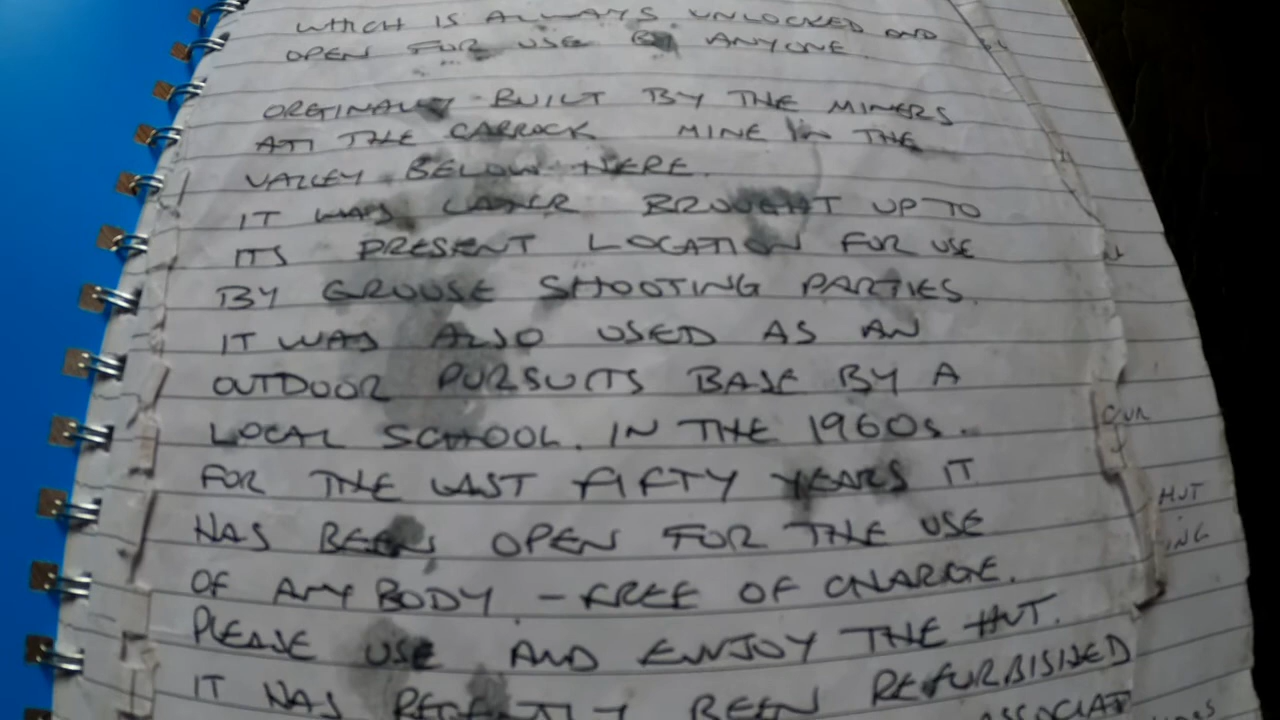 WHICH IS ALWAYS UNLOCKED AND
OPEN FOR USE BY ANYONE.
ORGINALLY BUILT BY THE MINERS
AT THE CARROCK MINE IN THE
VALLEY BELOW HERE.
IT WAS LATER BROUGHT UP TO
ITS PRESENT LOCATION FOR USE
BY GROUSE SHOOTING PARTIES.
IT WAS ALSO USED AS AN
OUTDOOR PURSUITS BASE BY A
LOCAL SCHOOL. IN THE 1960s.
FOR THE LAST FIFTY YEARS IT
HAS BEEN OPEN FOR THE USE
OF ANYBODY - FREE OF CHARGE.
PLEASE USE AND ENJOY THE HUT.
IT HAS RECENTLY BEEN REFURBISHED
HUT
ING